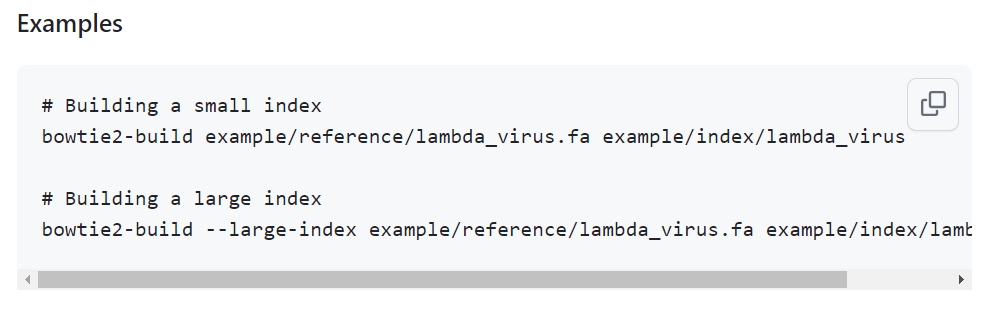 Examples
# Building a small index
bowtie2-build example/reference/lambda_virus.fa example/index/lambda_virus
# Building a large index
bowtie2-build --large-index example/reference/lambda_virus.fa example/index/lamb